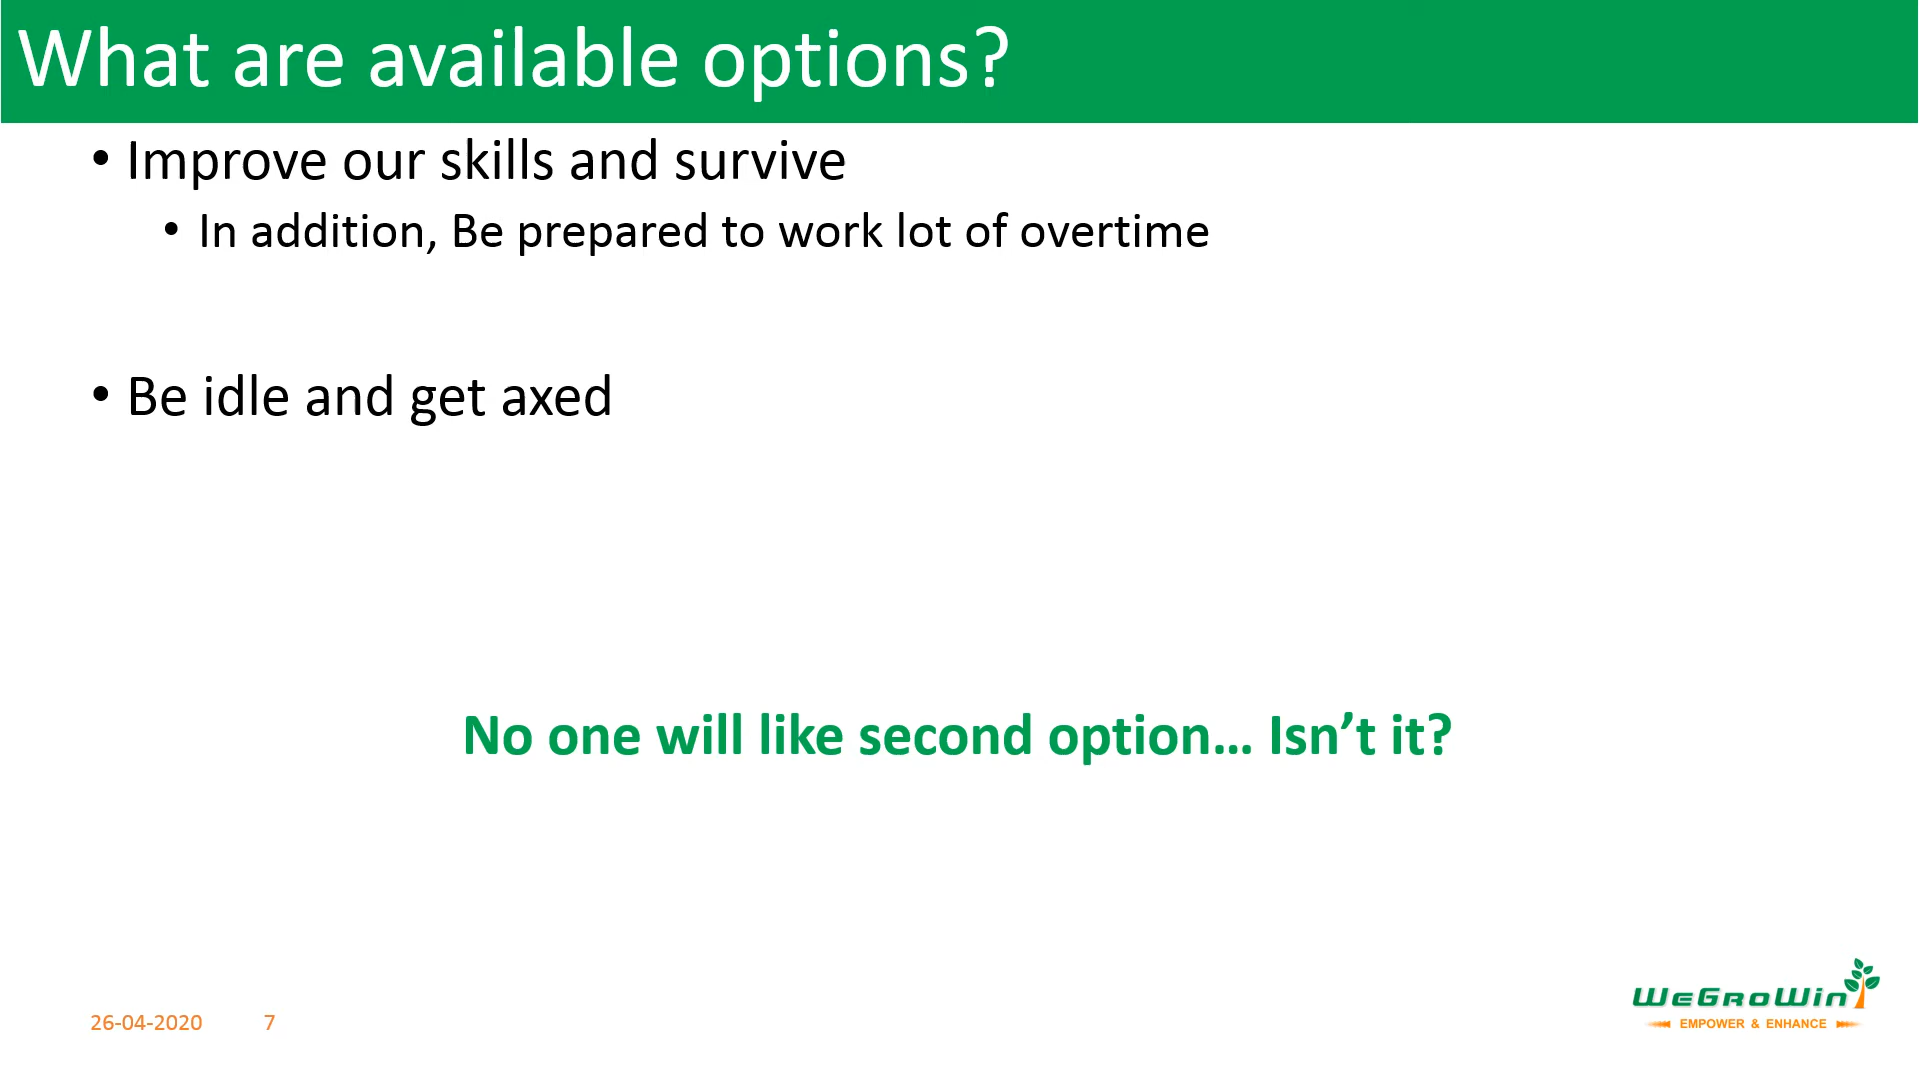 What are available options?
• Improve our skills and survive
• In addition, Be prepared to work lot of overtime
• Be idle and get axed
No one will like second option… Isn’t it?
26-04-2020 7
WeGroWin
EMPOWER & ENHANCE